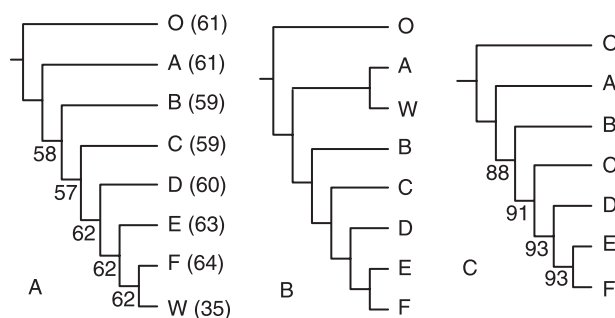 O (61)
A (61)
B (59)
58
C (59)
57
D (60)
62
E (63)
62
F (64)
62
W (35)
A
O
A
W
B
C
D
E
F
B
O
A
B
88
C
91
D
93
E
93
F
C